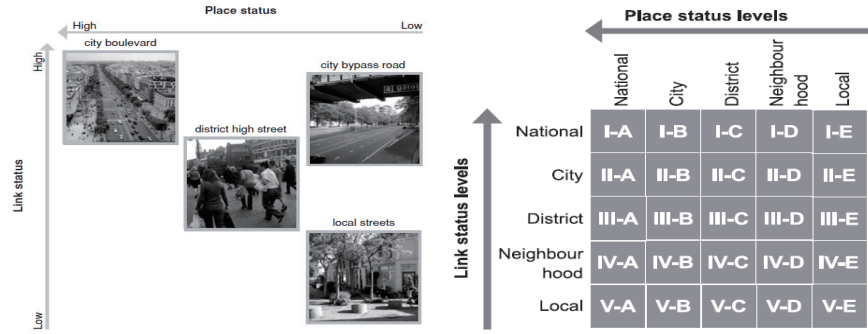 Place status
High
Low
city boulevard
city bypass road
district high street
local streets
High
Link status
Low
Place status levels
National
City
District
Neighbour
hood
Local
Link status levels
National I-A I-B I-C I-D I-E
City II-A II-B II-C II-D II-E
District III-A III-B III-C III-D III-E
Neighbour
hood IV-A IV-B IV-C IV-D IV-E
Local V-A V-B V-C V-D V-E